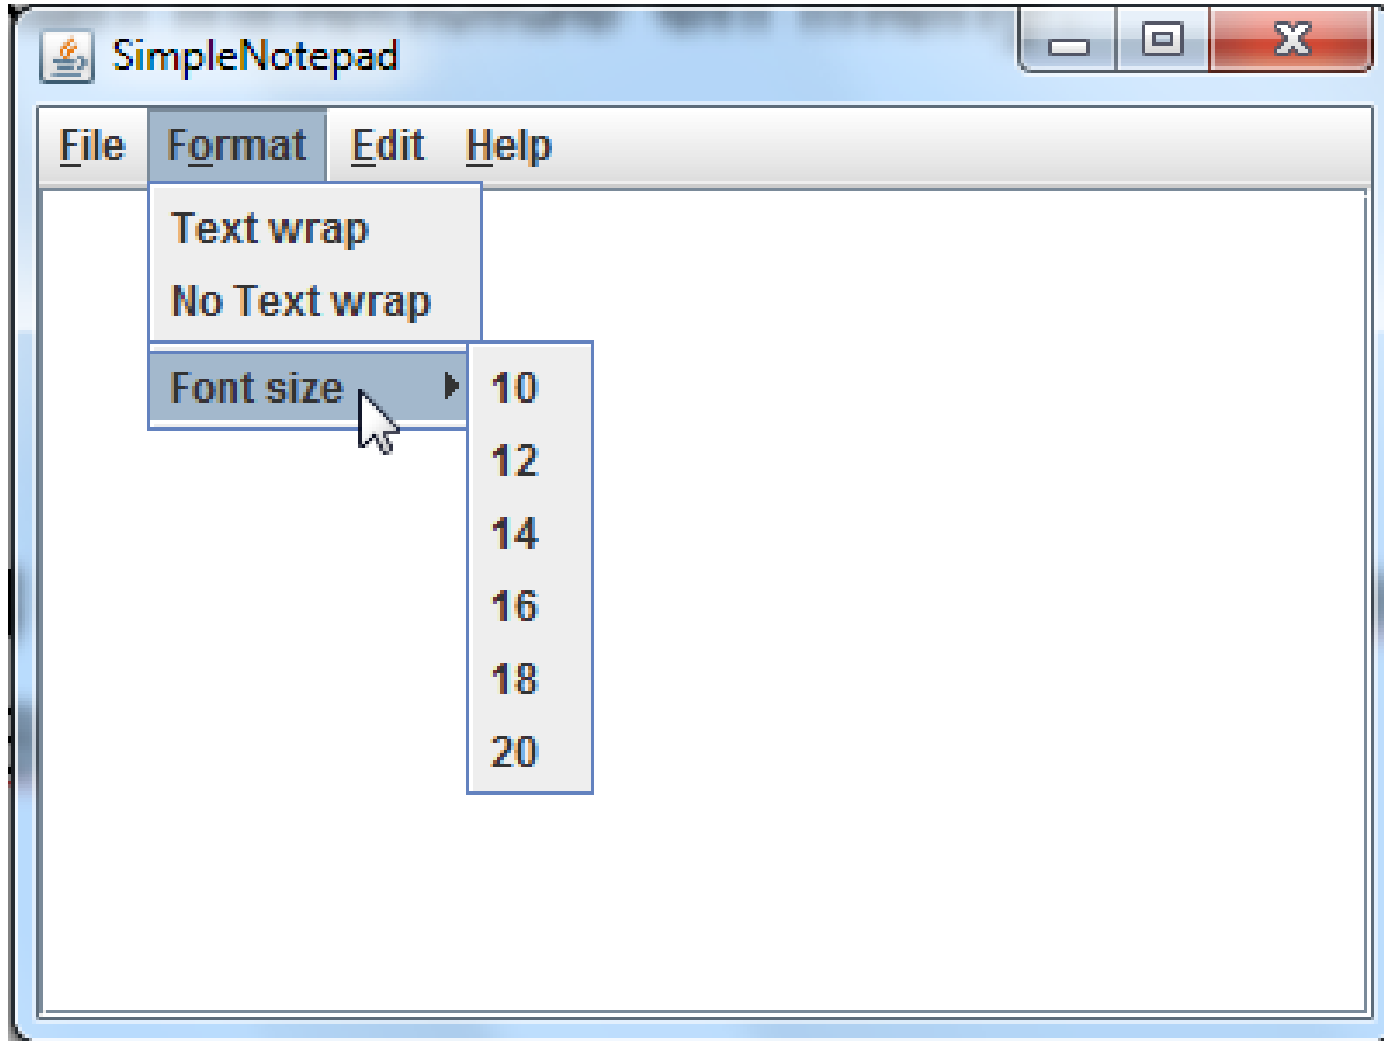 SimpleNotepad
File Format Edit Help
Text wrap
No Text wrap
Font size
10
12
14
16
18
20